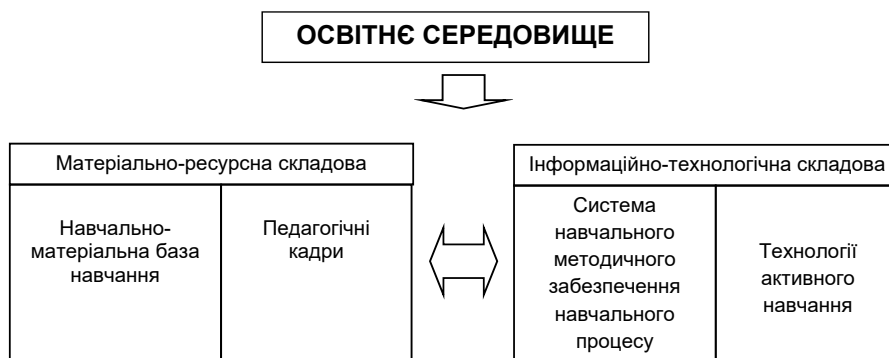 ОСВІТНЄ СЕРЕДОВИЩЕ
Матеріально-ресурсна складова
Навчально-
матеріальна база
навчання
Педагогічні
кадри
Інформаційно-технологічна складова
Система
навчального
методичного
забезпечення
навчального
процесу
Технології
активного
навчання